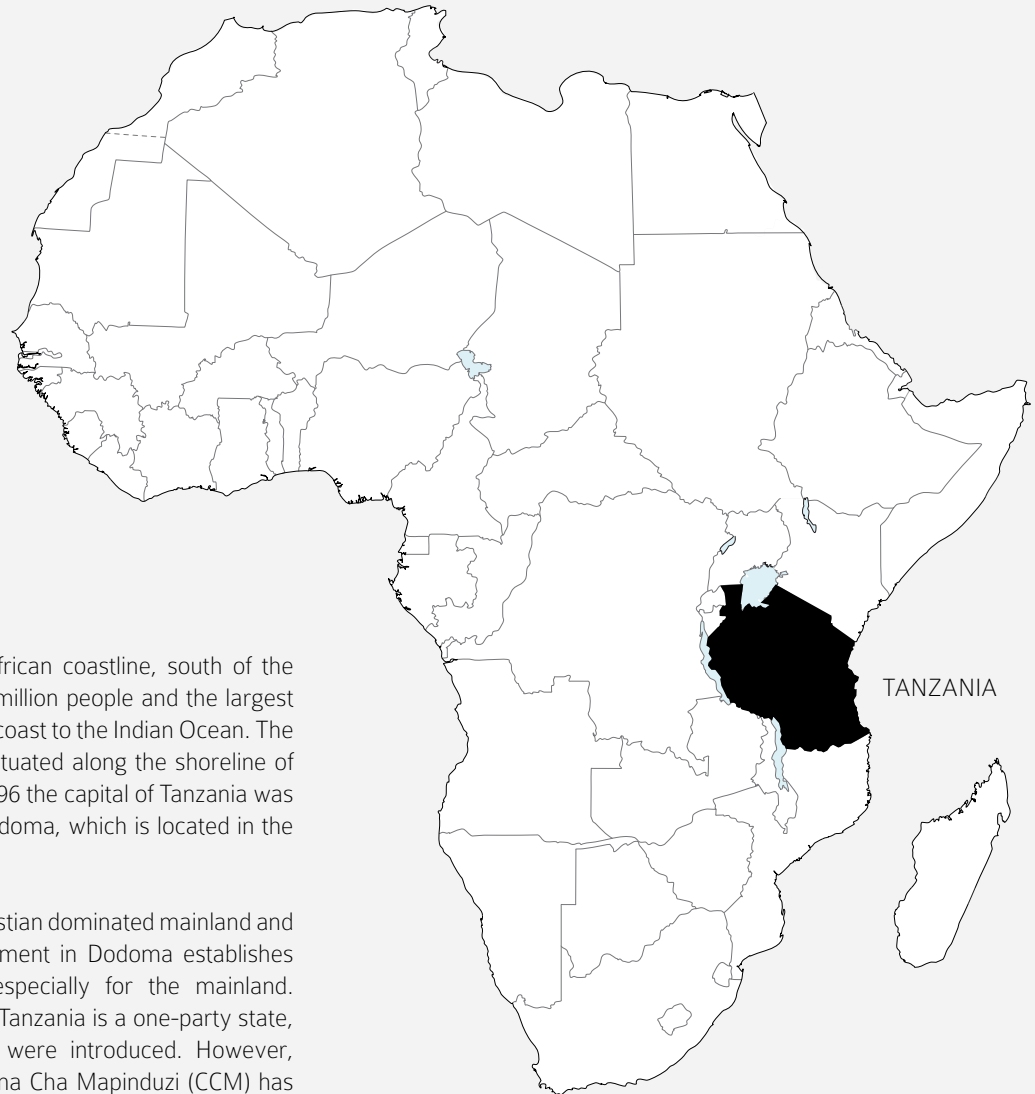 frican coastline, south of the
million people and the largest
coast to the Indian Ocean. The
tuated along the shoreline of
96 the capital of Tanzania was
doma, which is located in the
stian dominated mainland and
ment in Dodoma establishes
especially for the mainland.
Tanzania is a one-party state,
were introduced. However,
na Cha Mapinduzi (CCM) has
TANZANIA